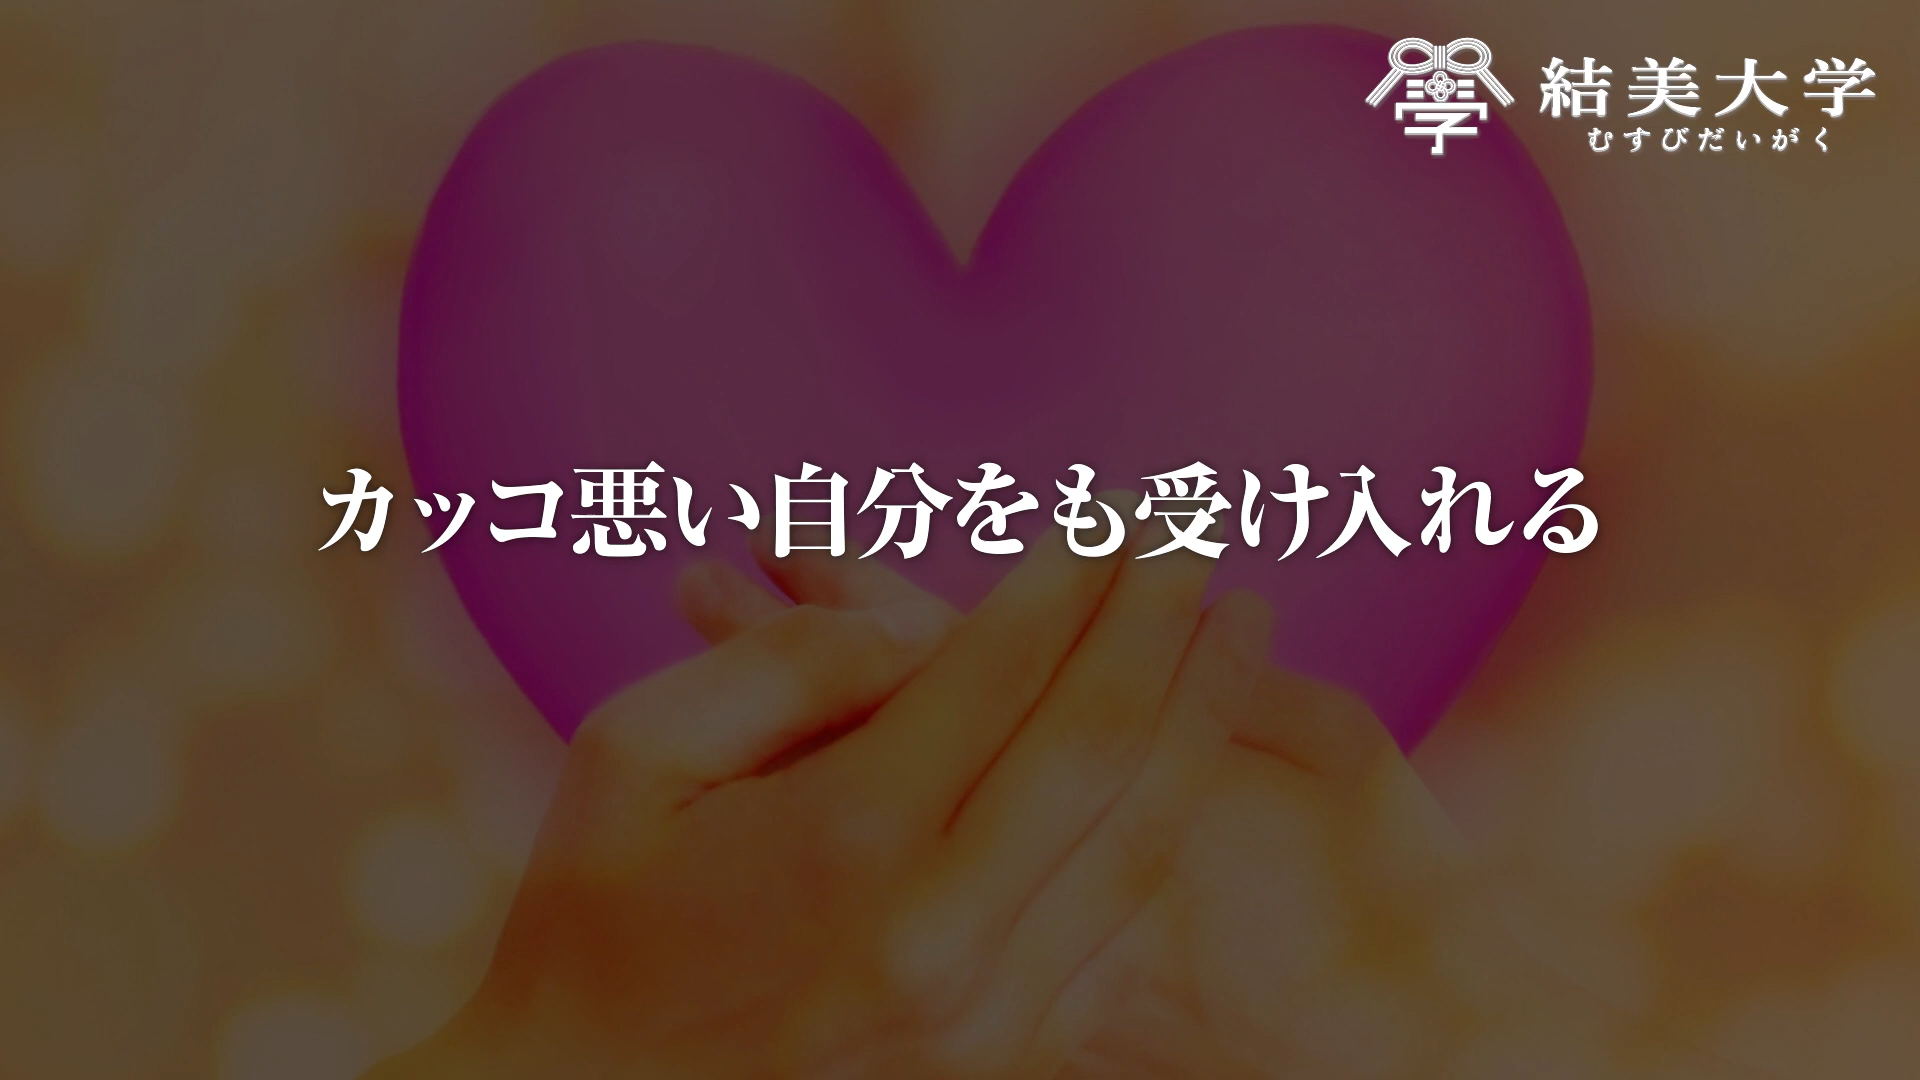 結美大学
むすびだいがく
カッコ悪い自分をも受け入れる